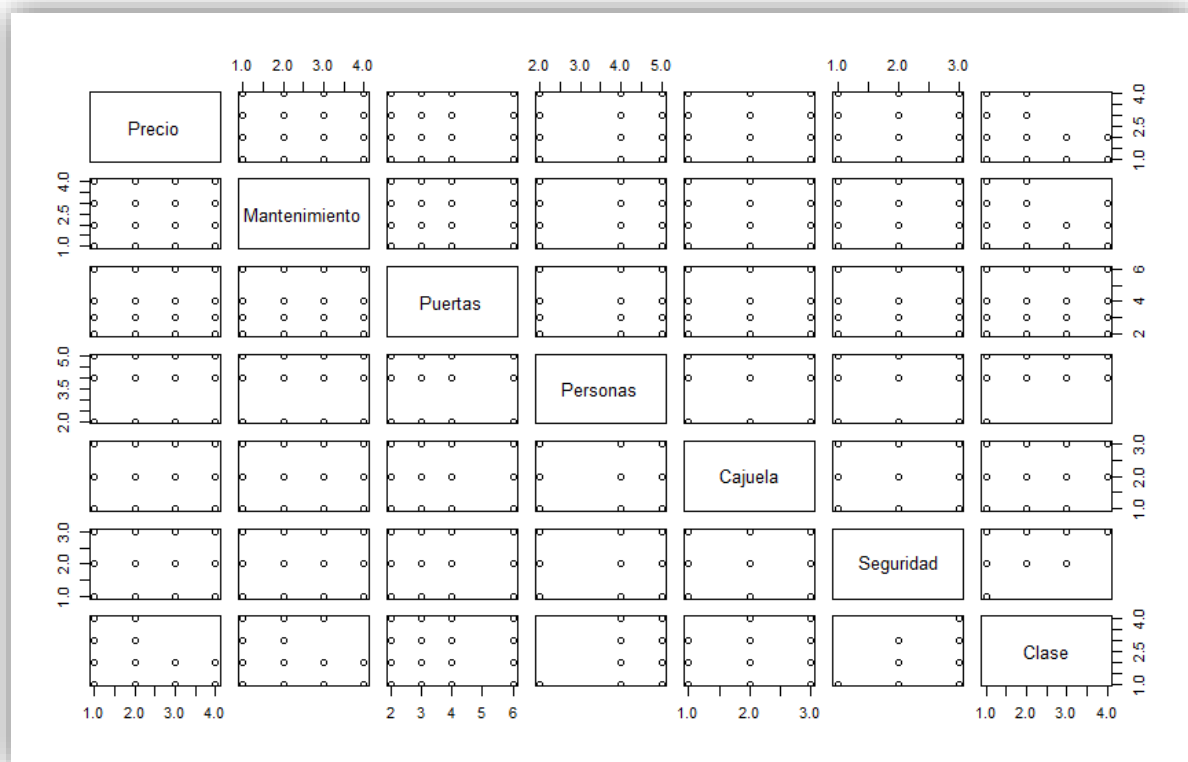 1.0 2.0 3.0 4.0 2.0 3.0 4.0 5.0 1.0 2.0 3.0
Precio 1.0 2.5 4.0
1.0 2.5 4.0 Mantenimiento
Puertas 2 4 6
2.0 3.5 5.0 Personas
Cajuela 1.0 2.0 3.0
1.0 2.0 3.0 Seguridad
Clase 1.0 2.5 4.0
1.0 2.0 3.0 4.0 2 3 4 5 6 1.0 2.0 3.0 1.0 2.0 3.0 4.0